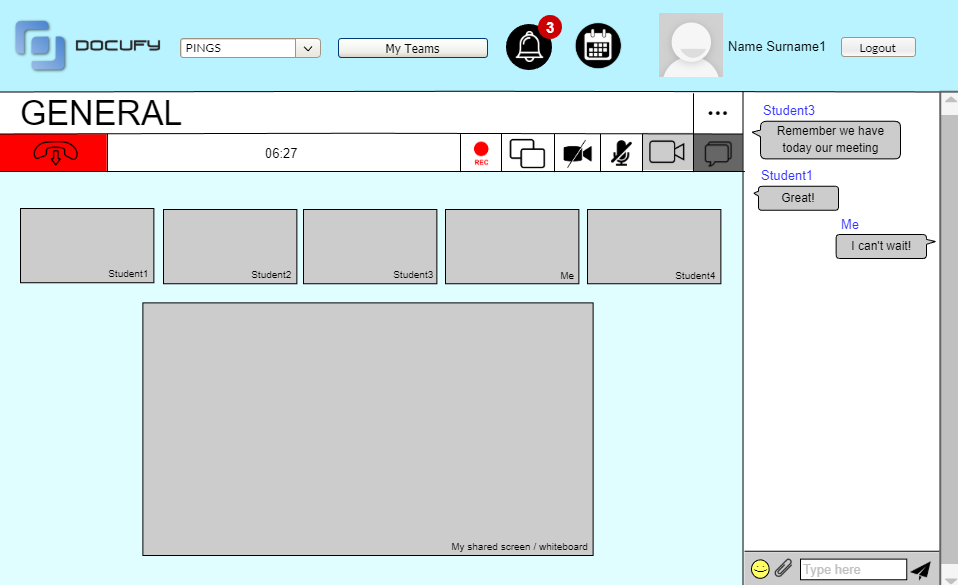 DOCUFY
PINGS
My Teams
3
Name Surname1
Logout
GENERAL
...
06:27
REC
Student1
Student2
Student3
Me
Student4
My shared screen / whiteboard
Student3
Remember we have
today our meeting
Student1
Great!
Me
I can't wait!
Type here